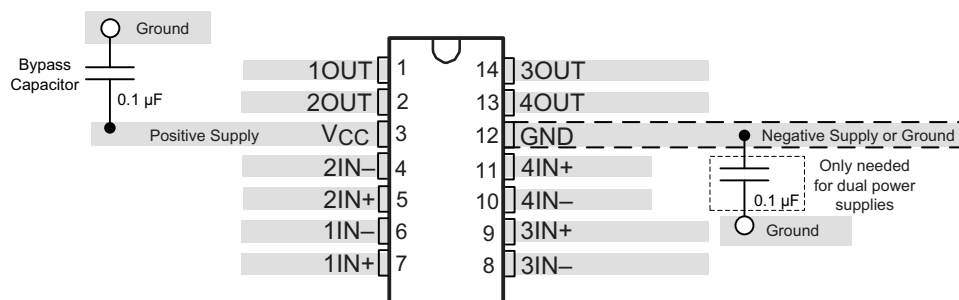 Ground
Bypass
Capacitor
0.1 µF
Positive Supply
1OUT 1
2OUT 2
VCC 3
2IN– 4
2IN+ 5
1IN– 6
1IN+ 7
14 3OUT
13 4OUT
12 GND
11 4IN+
10 4IN–
9 3IN+
8 3IN–
Negative Supply or Ground
Only needed
for dual power
supplies
0.1 µF
Ground